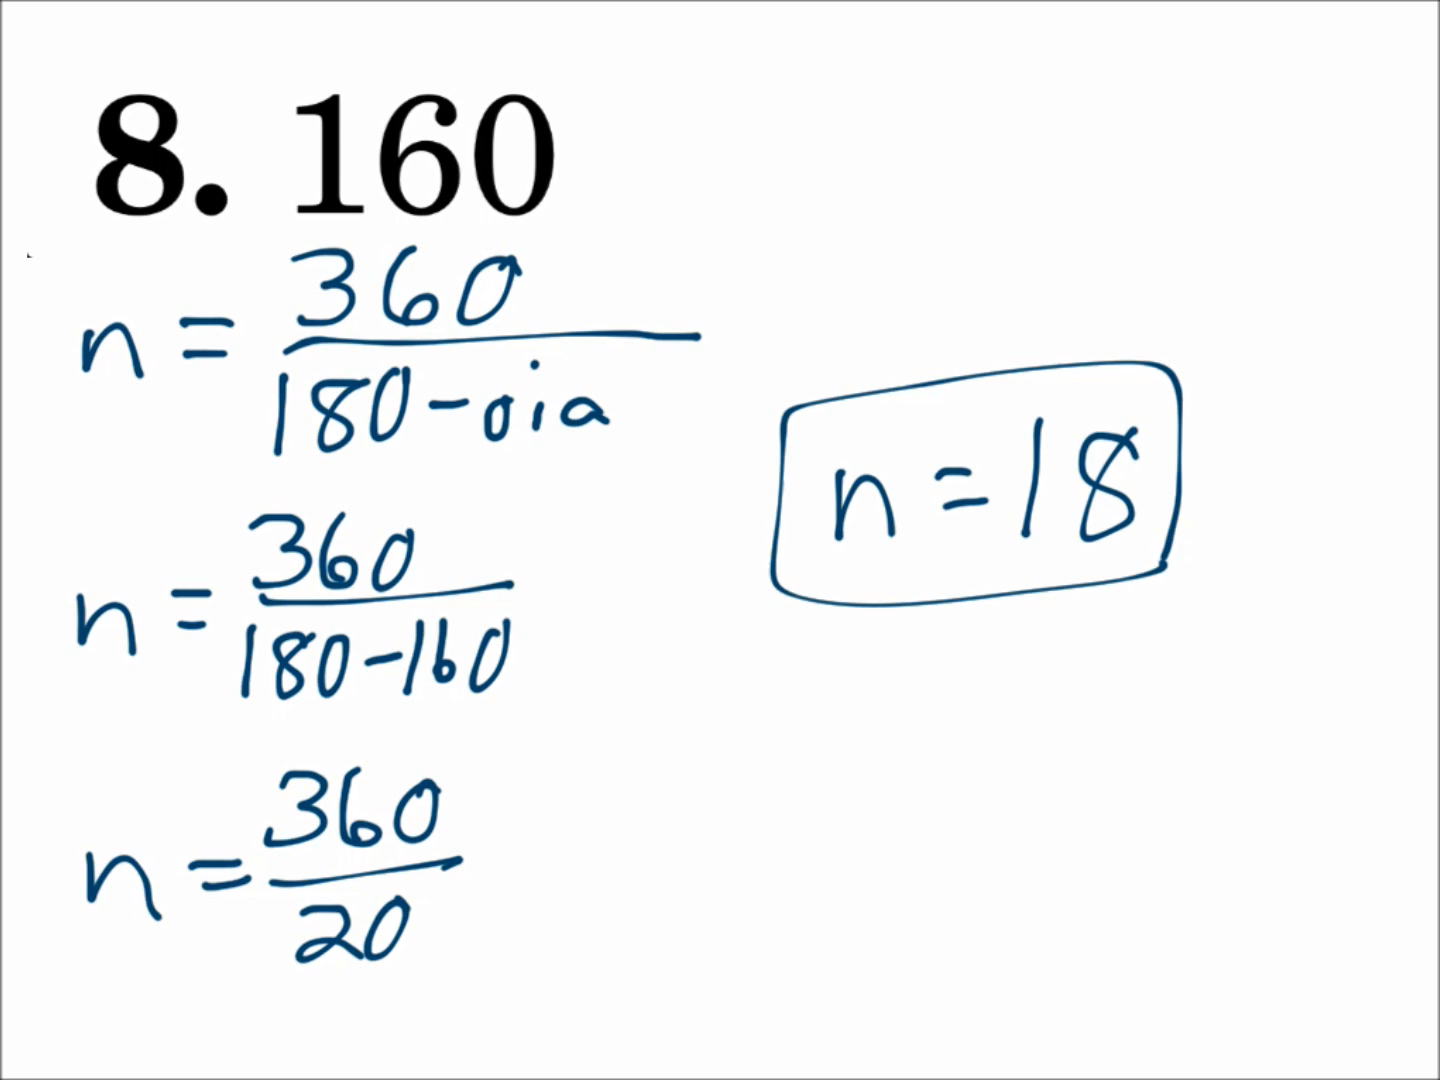 8. 160
n = 360 / 180 - oia
n = 360 / 180 - 160
n = 360 / 20
n = 18